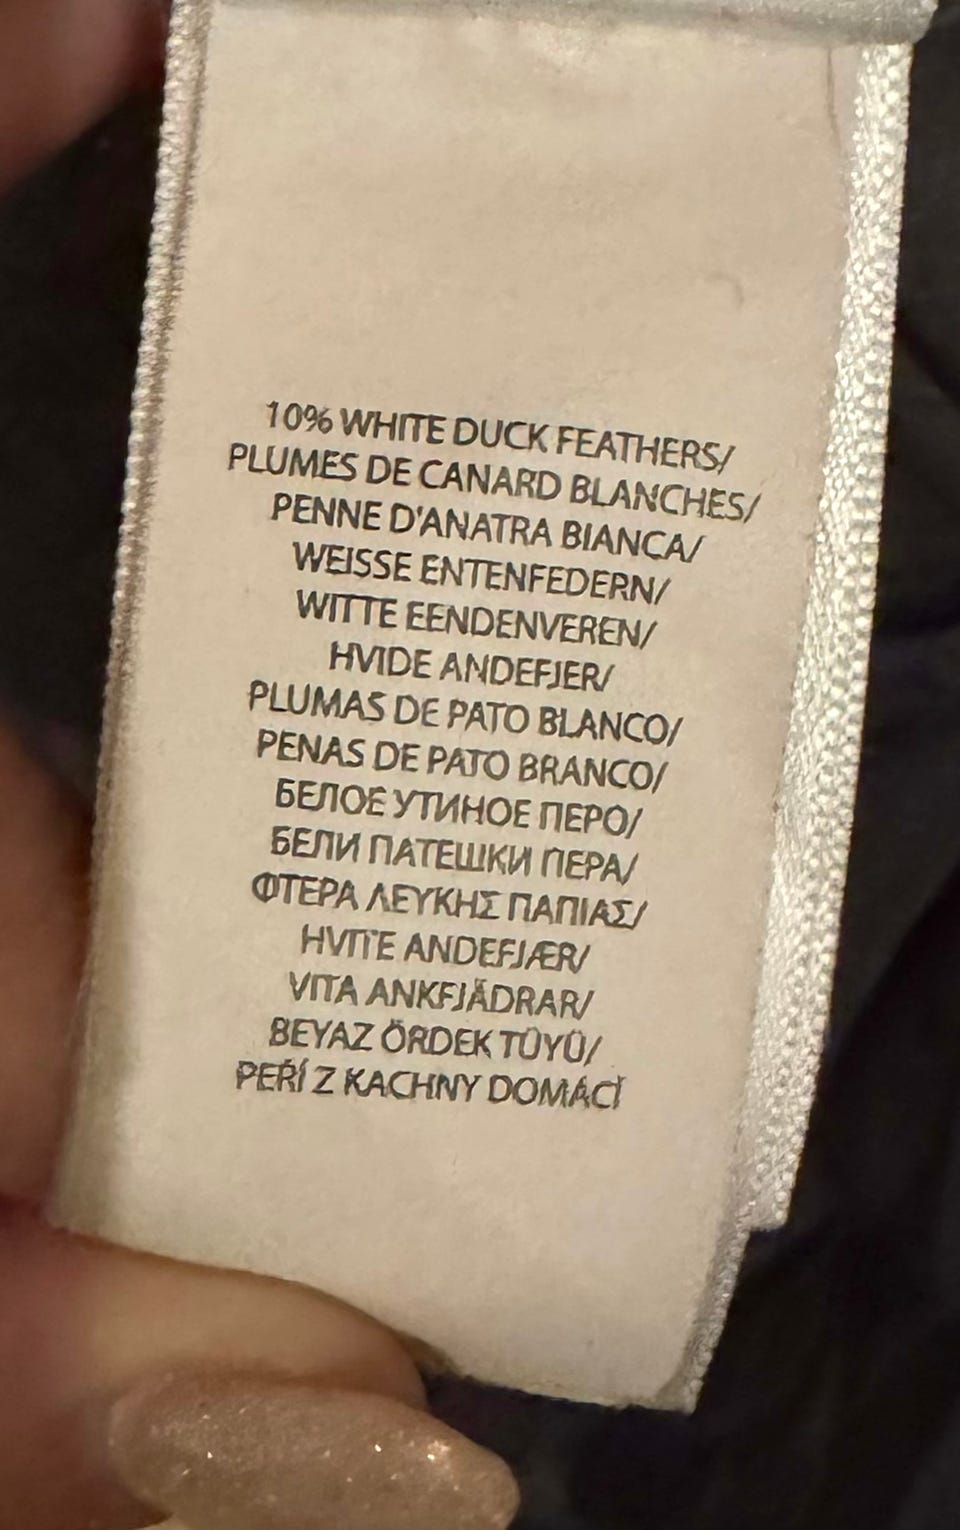 10% WHITE DUCK FEATHERS/
PLUMES DE CANARD BLANCHES/
PENNE D'ANATRA BIANCA/
WEISSE ENTENFEDERN/
WITTE EENDENVEREN/
HVIDE ANDEFJER/
PLUMAS DE PATO BLANCO/
PENAS DE PATO BRANCO/
БЕЛОЕ УТИНОЕ ПЕРО/
БЕЛИ ПАТЕШКИ ПЕРА/
ΦΤΕΡΑ ΛΕΥΚΗΣ ΠΑΠΙΑΣ/
HVITE ANDEFJÆR/
VITA ANKFJÄDRAR/
BEYAZ ÖRDEK TÜYÜ/
PEŘÍ Z KACHNY DOMÁCÍ